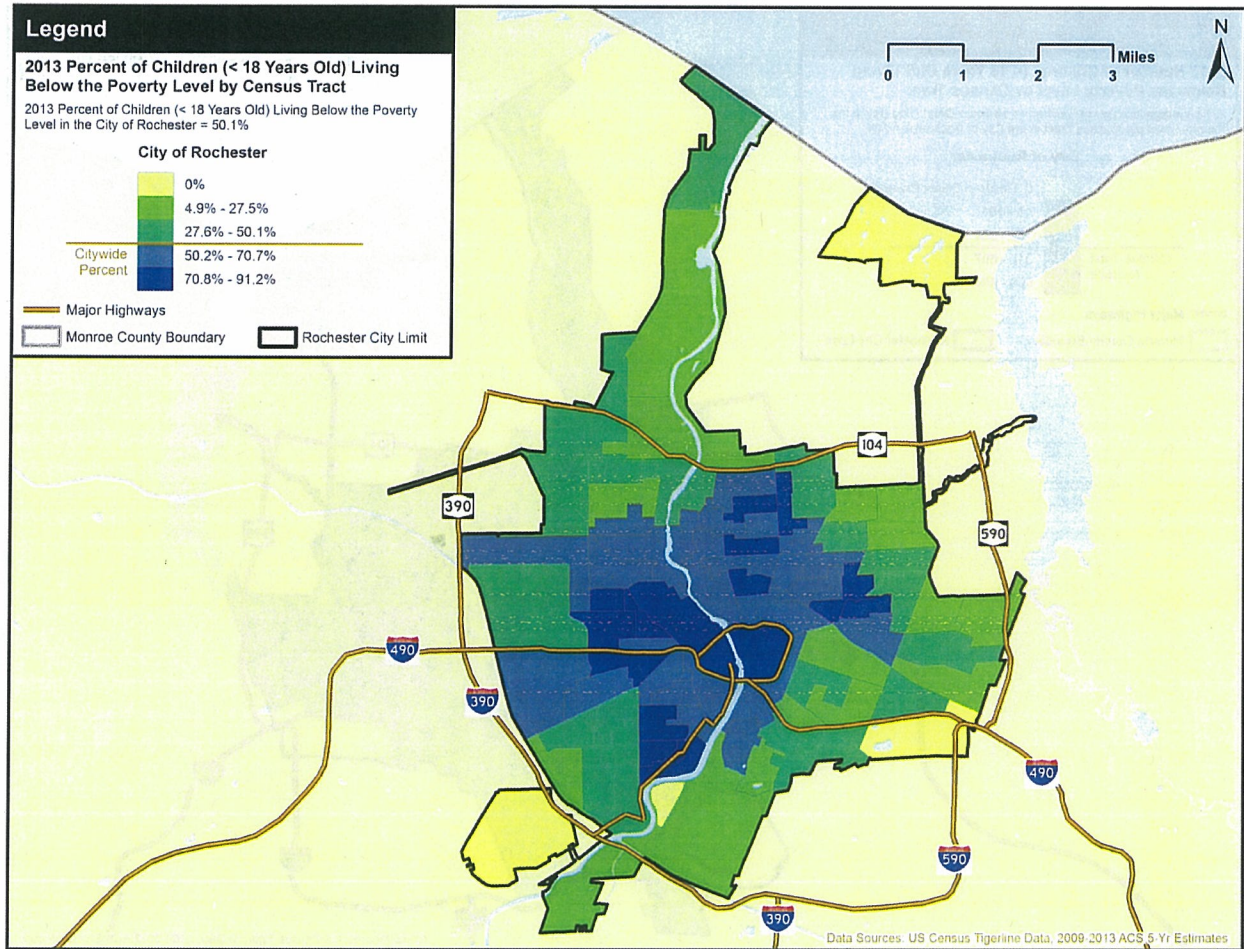 Legend
2013 Percent of Children (< 18 Years Old) Living
Below the Poverty Level by Census Tract
2013 Percent of Children (< 18 Years Old) Living Below the Poverty
Level in the City of Rochester = 50.1%
City of Rochester
0%
4.9% - 27.5%
27.6% - 50.1%
Citywide
Percent
50.2% - 70.7%
70.8% - 91.2%
Major Highways
Monroe County Boundary
Rochester City Limit
N
Miles
0
1
2
3
104
390
590
490
390
490
590
390
Data Sources: US Census Tigerline Data, 2009-2013 ACS 5-Yr Estimates